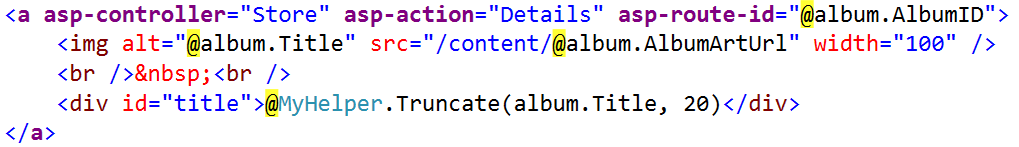 <a asp-controller="Store" asp-action="Details" asp-route-id="@album.AlbumID">
<img alt="@album.Title" src="/content/@album.AlbumArtUrl" width="100" />
<br />&nbsp;<br />
<div id="title">@MyHelper.Truncate(album.Title, 20)</div>
</a>